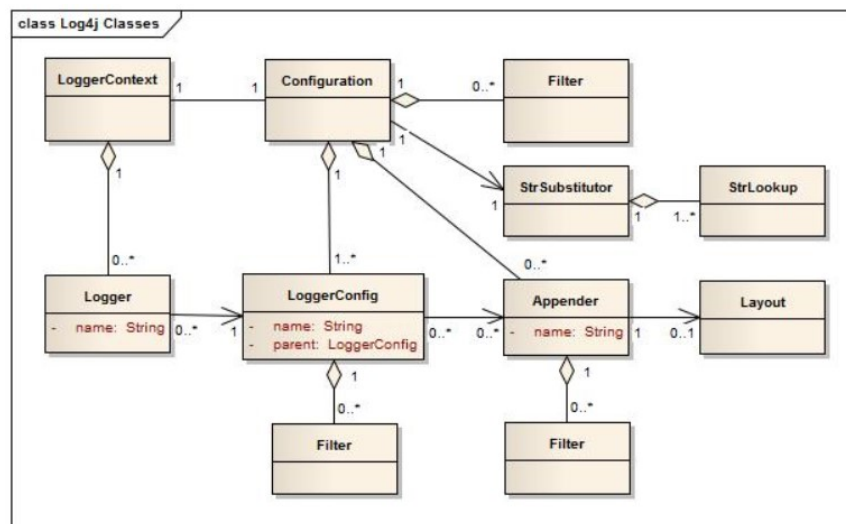 class Log4j Classes
LoggerContext
Configuration
Filter
1
1
1
0..*
1
1
1
1
StrSubstitutor
StrLookup
1
1
1..*
0..*
1..*
0..*
Logger
LoggerConfig
Appender
Layout
- name: String
0..*
1
- name: String
- parent: LoggerConfig
0..*
0..*
- name: String
1
0..1
1
1
0..*
0..*
Filter
Filter